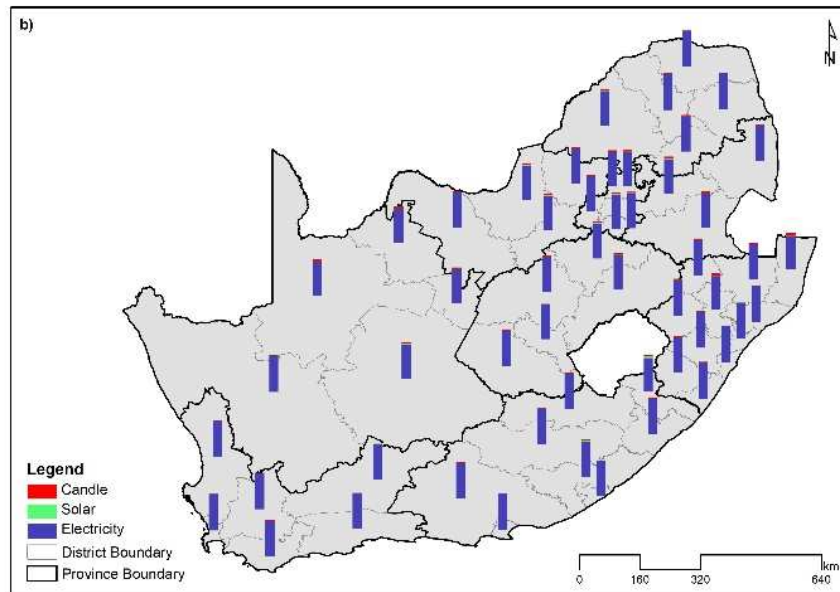 b)
N
Legend
Candle
Solar
Electricity
District Boundary
Province Boundary
km
0 160 320 640